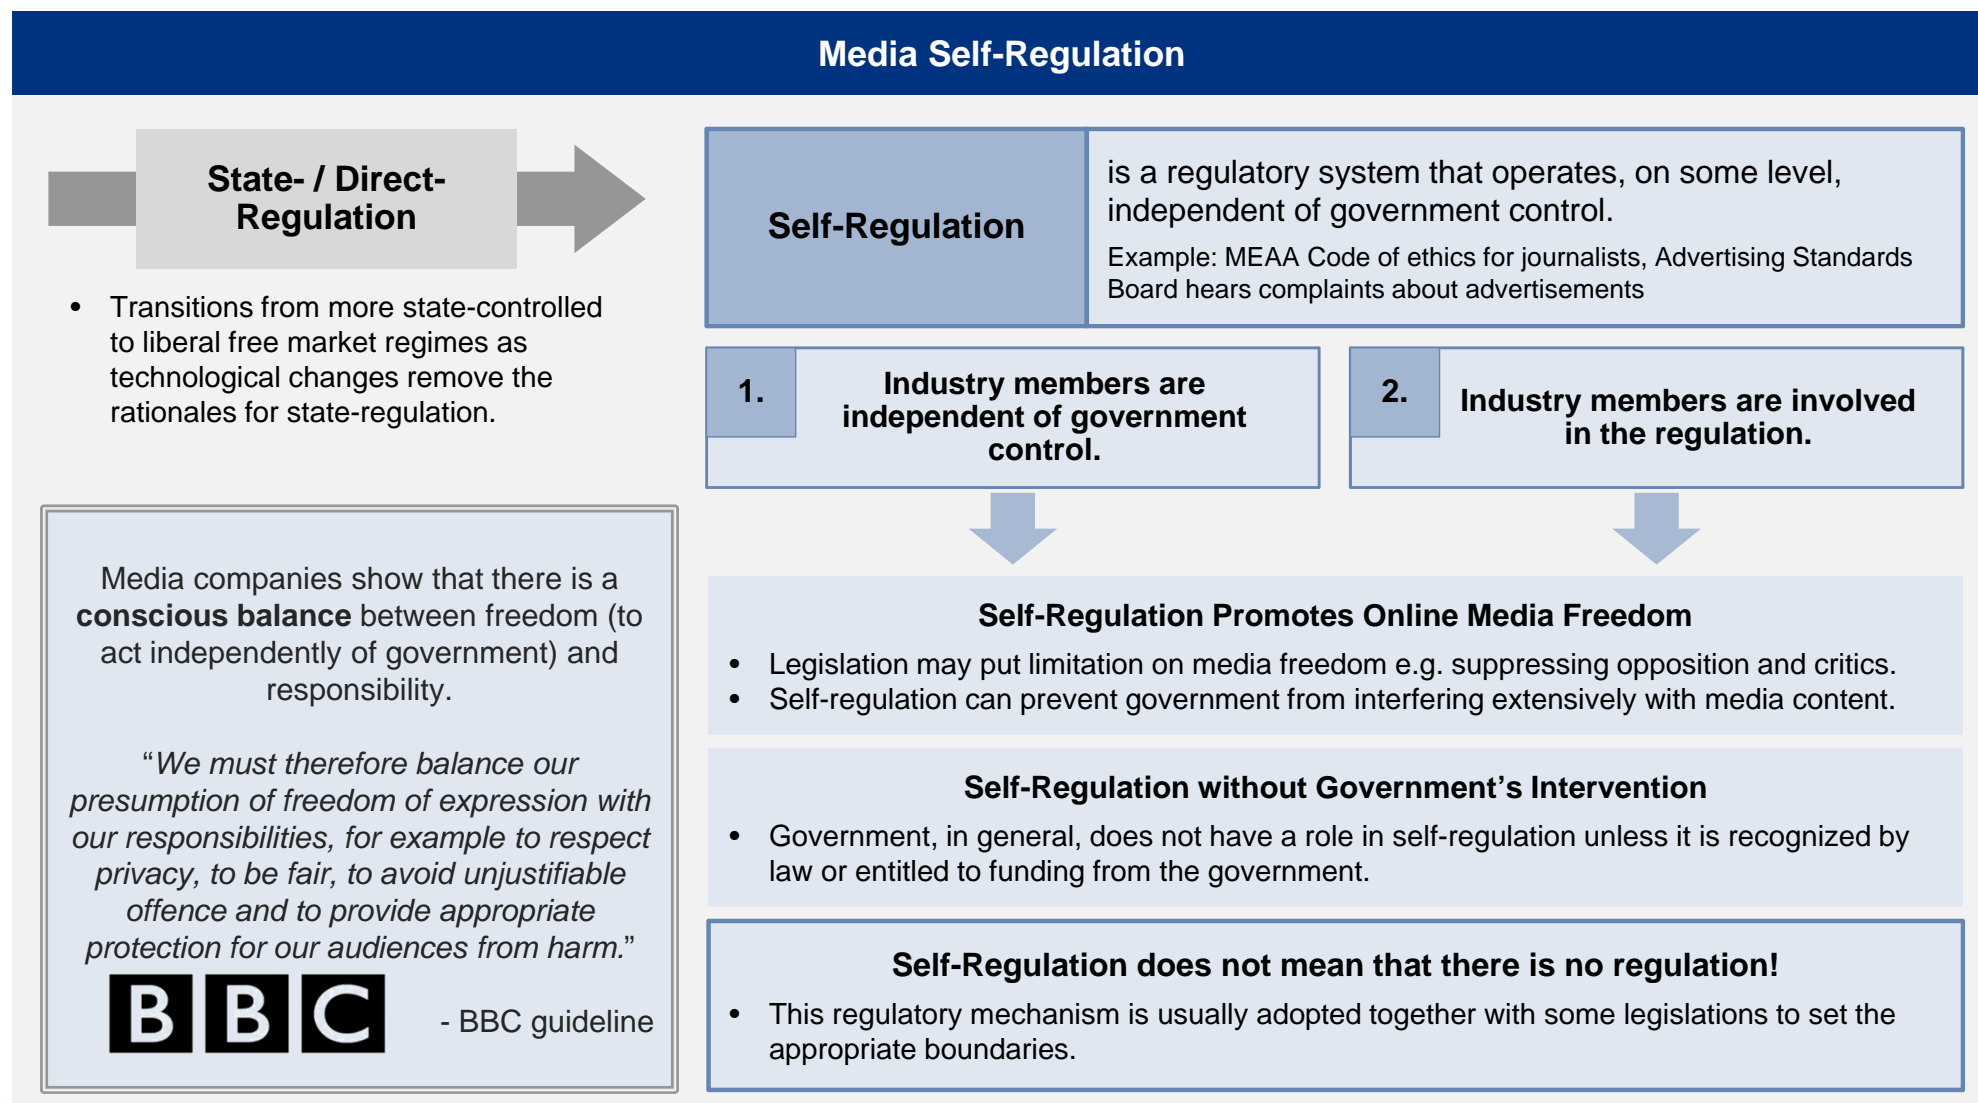 Media Self-Regulation
State- / Direct-
Regulation
• Transitions from more state-controlled
to liberal free market regimes as
technological changes remove the
rationales for state-regulation.
Media companies show that there is a
conscious balance between freedom (to
act independently of government) and
responsibility.
“We must therefore balance our
presumption of freedom of expression with
our responsibilities, for example to respect
privacy, to be fair, to avoid unjustifiable
offence and to provide appropriate
protection for our audiences from harm.”
BBC
- BBC guideline
Self-Regulation
is a regulatory system that operates, on some level,
independent of government control.
Example: MEAA Code of ethics for journalists, Advertising Standards
Board hears complaints about advertisements
1.
Industry members are
independent of government
control.
2.
Industry members are involved
in the regulation.
Self-Regulation Promotes Online Media Freedom
• Legislation may put limitation on media freedom e.g. suppressing opposition and critics.
• Self-regulation can prevent government from interfering extensively with media content.
Self-Regulation without Government’s Intervention
• Government, in general, does not have a role in self-regulation unless it is recognized by
law or entitled to funding from the government.
Self-Regulation does not mean that there is no regulation!
• This regulatory mechanism is usually adopted together with some legislations to set the
appropriate boundaries.